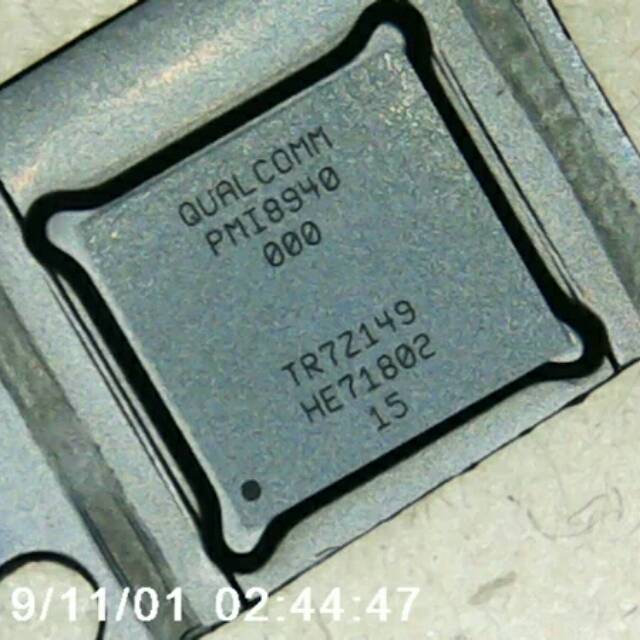 QUALCOMM
PMI8940
000
TR7Z149
HE71802
15
9/11/01 02:44:47